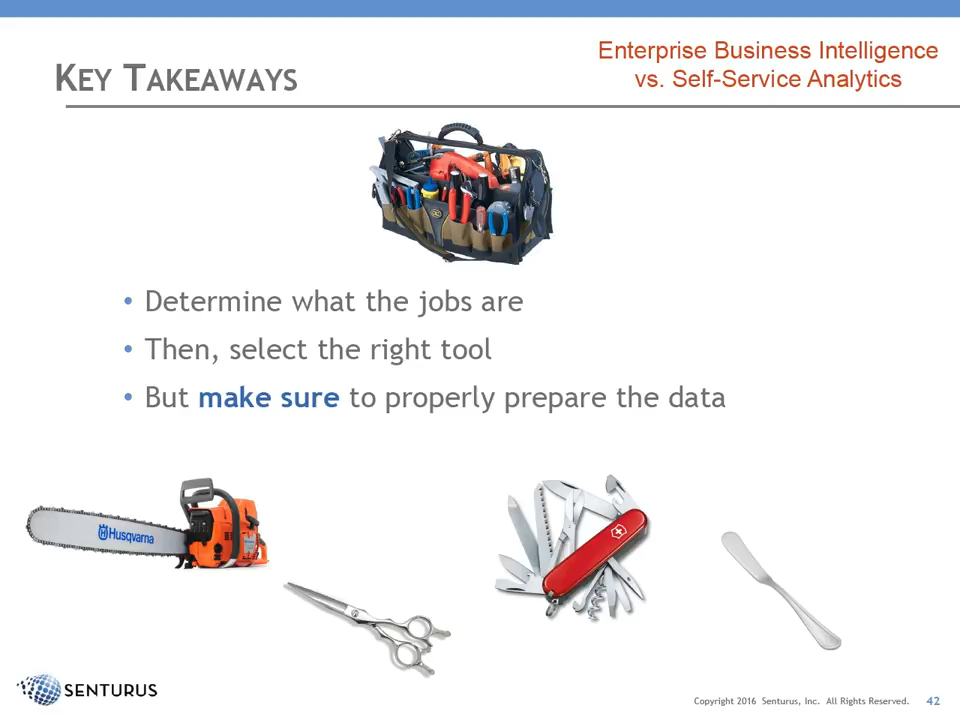 Enterprise Business Intelligence
vs. Self-Service Analytics
KEY TAKEAWAYS
• Determine what the jobs are
• Then, select the right tool
• But make sure to properly prepare the data
Husqvarna
SENTURUS
Copyright 2016 Senturus, Inc. All Rights Reserved. 42